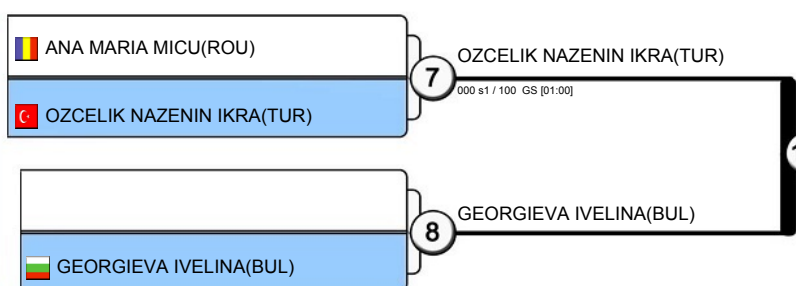 ANA MARIA MICU(ROU)
OZCELIK NAZENIN IKRA(TUR)
7
OZCELIK NAZENIN IKRA(TUR)
000 s1 / 100 GS [01:00]
GEORGIEVA IVELINA(BUL)
8
GEORGIEVA IVELINA(BUL)